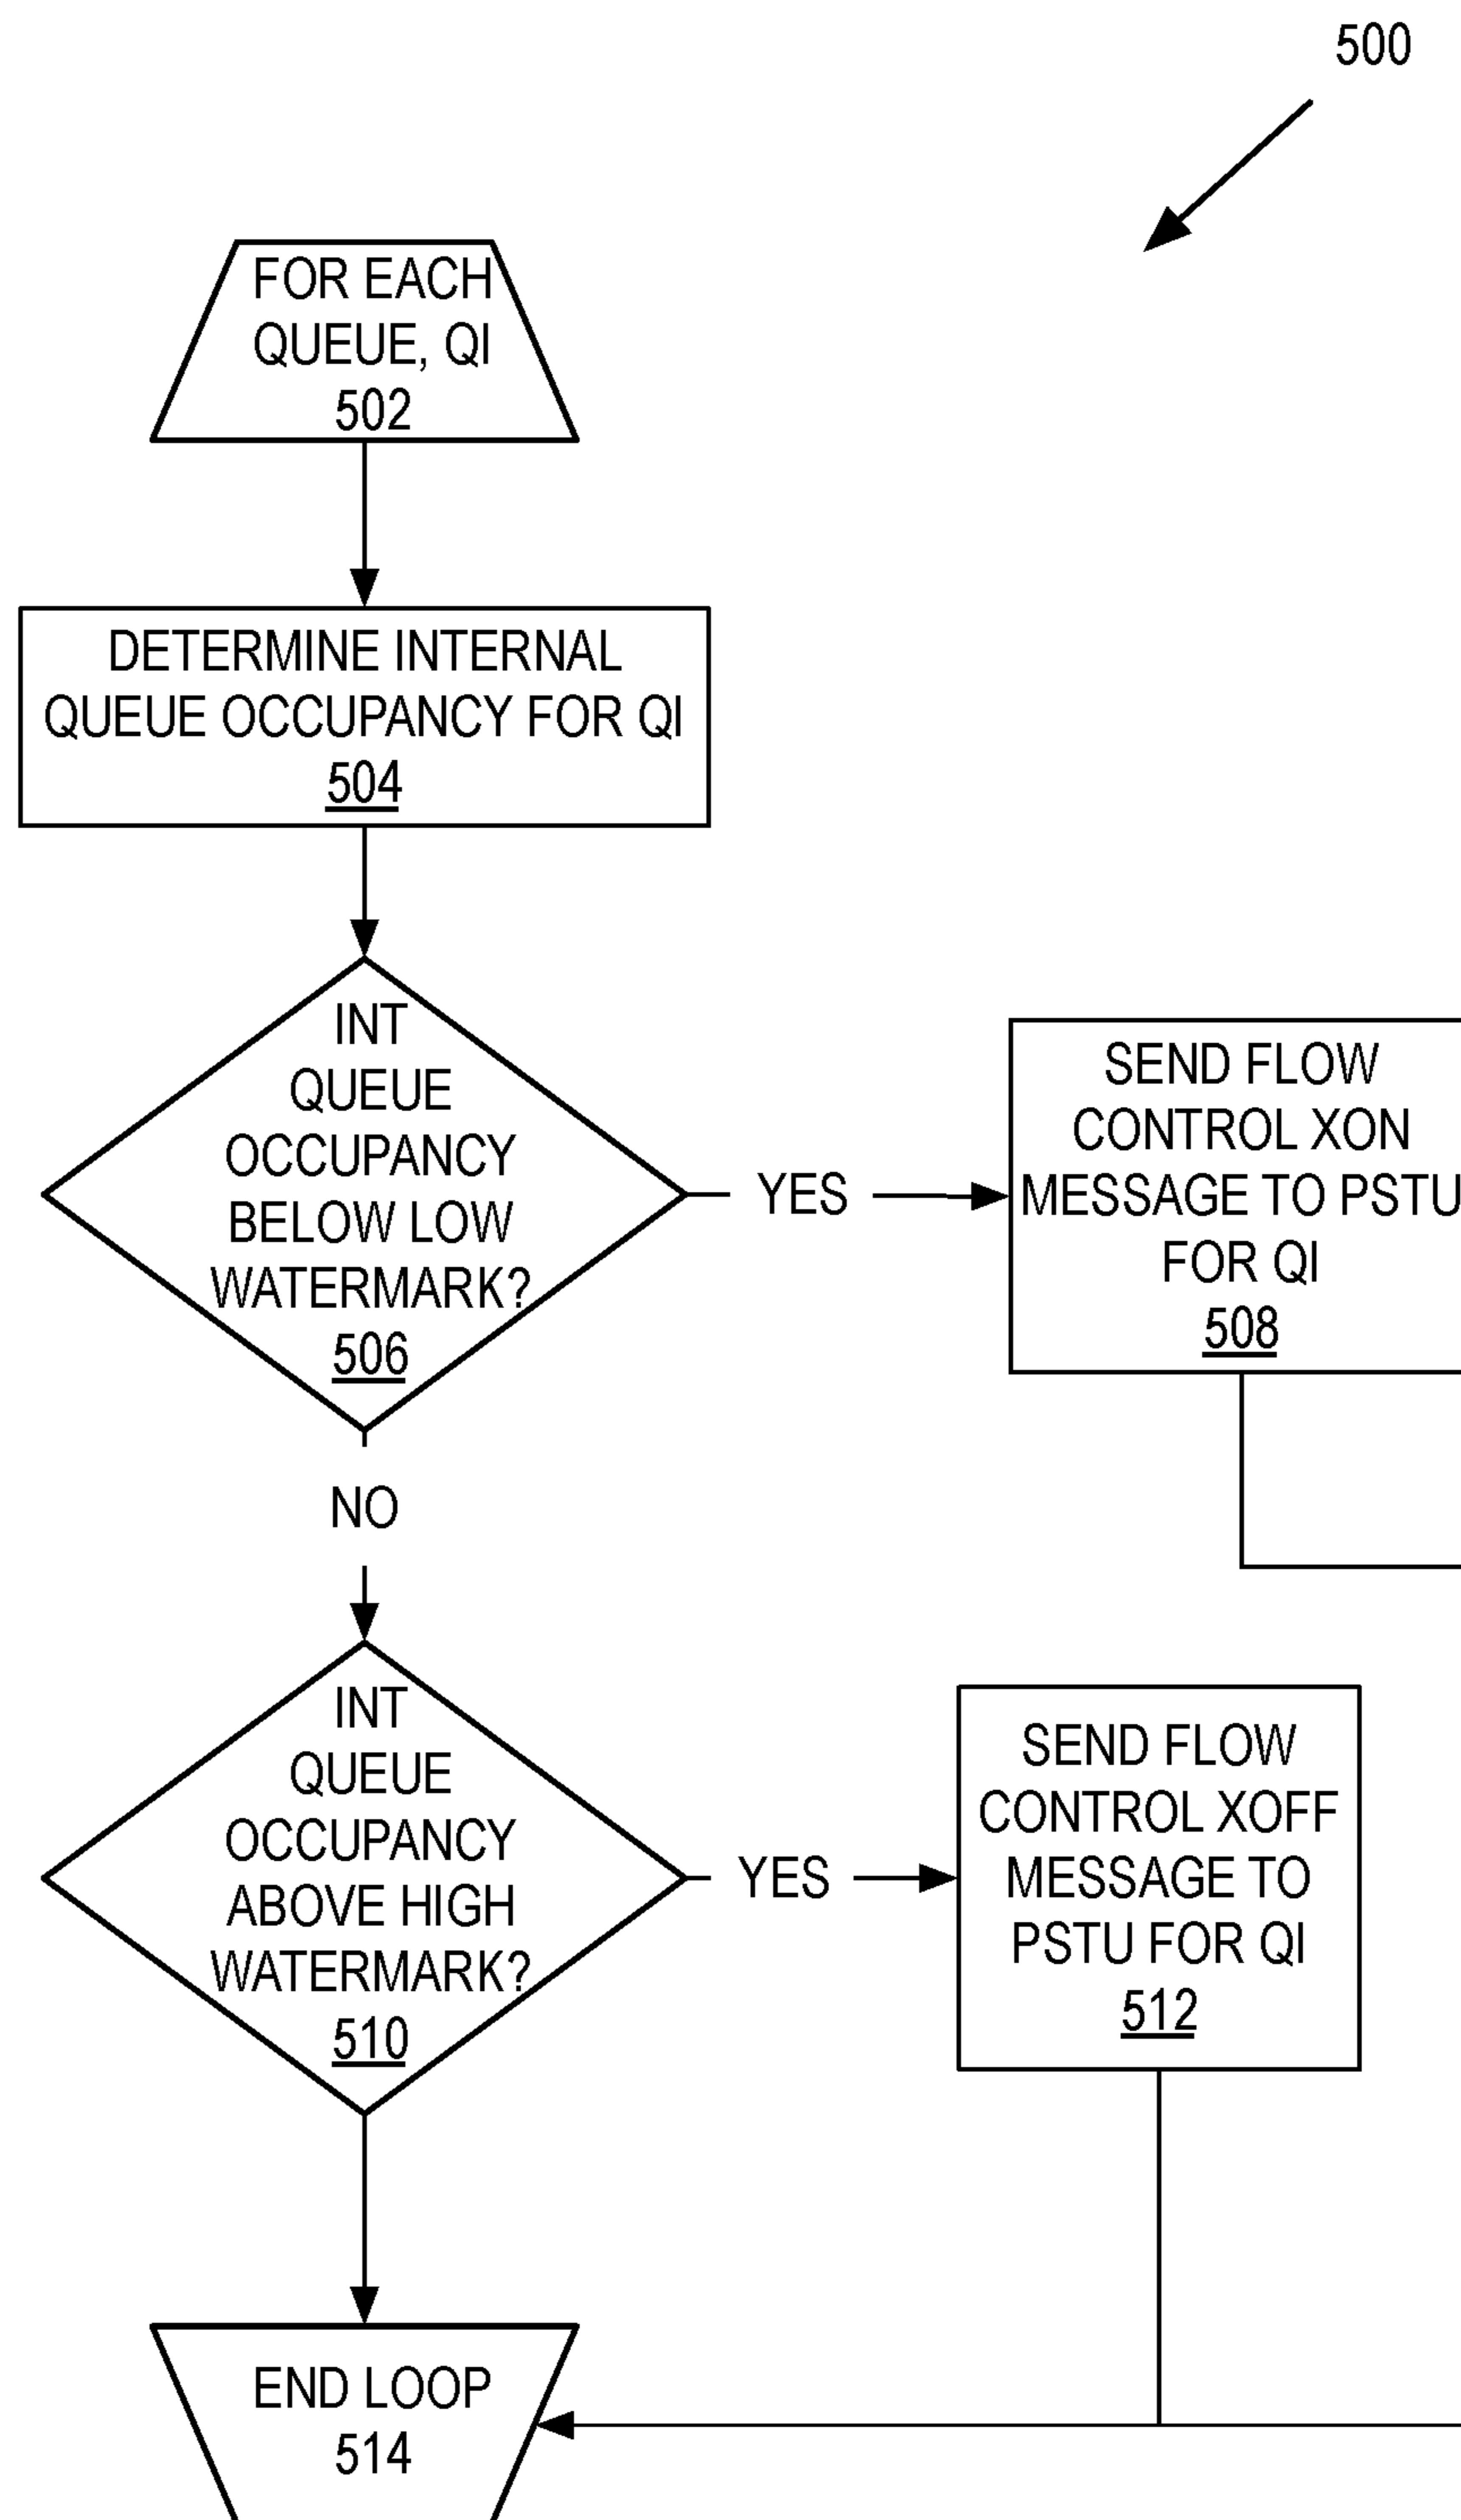 500
FOR EACH
QUEUE, QI
502
DETERMINE INTERNAL
QUEUE OCCUPANCY FOR QI
504
INT
QUEUE
OCCUPANCY
BELOW LOW
WATERMARK?
506
YES
SEND FLOW
CONTROL XON
MESSAGE TO PSTU
FOR QI
508
NO
INT
QUEUE
OCCUPANCY
ABOVE HIGH
WATERMARK?
510
YES
SEND FLOW
CONTROL XOFF
MESSAGE TO
PSTU FOR QI
512
END LOOP
514